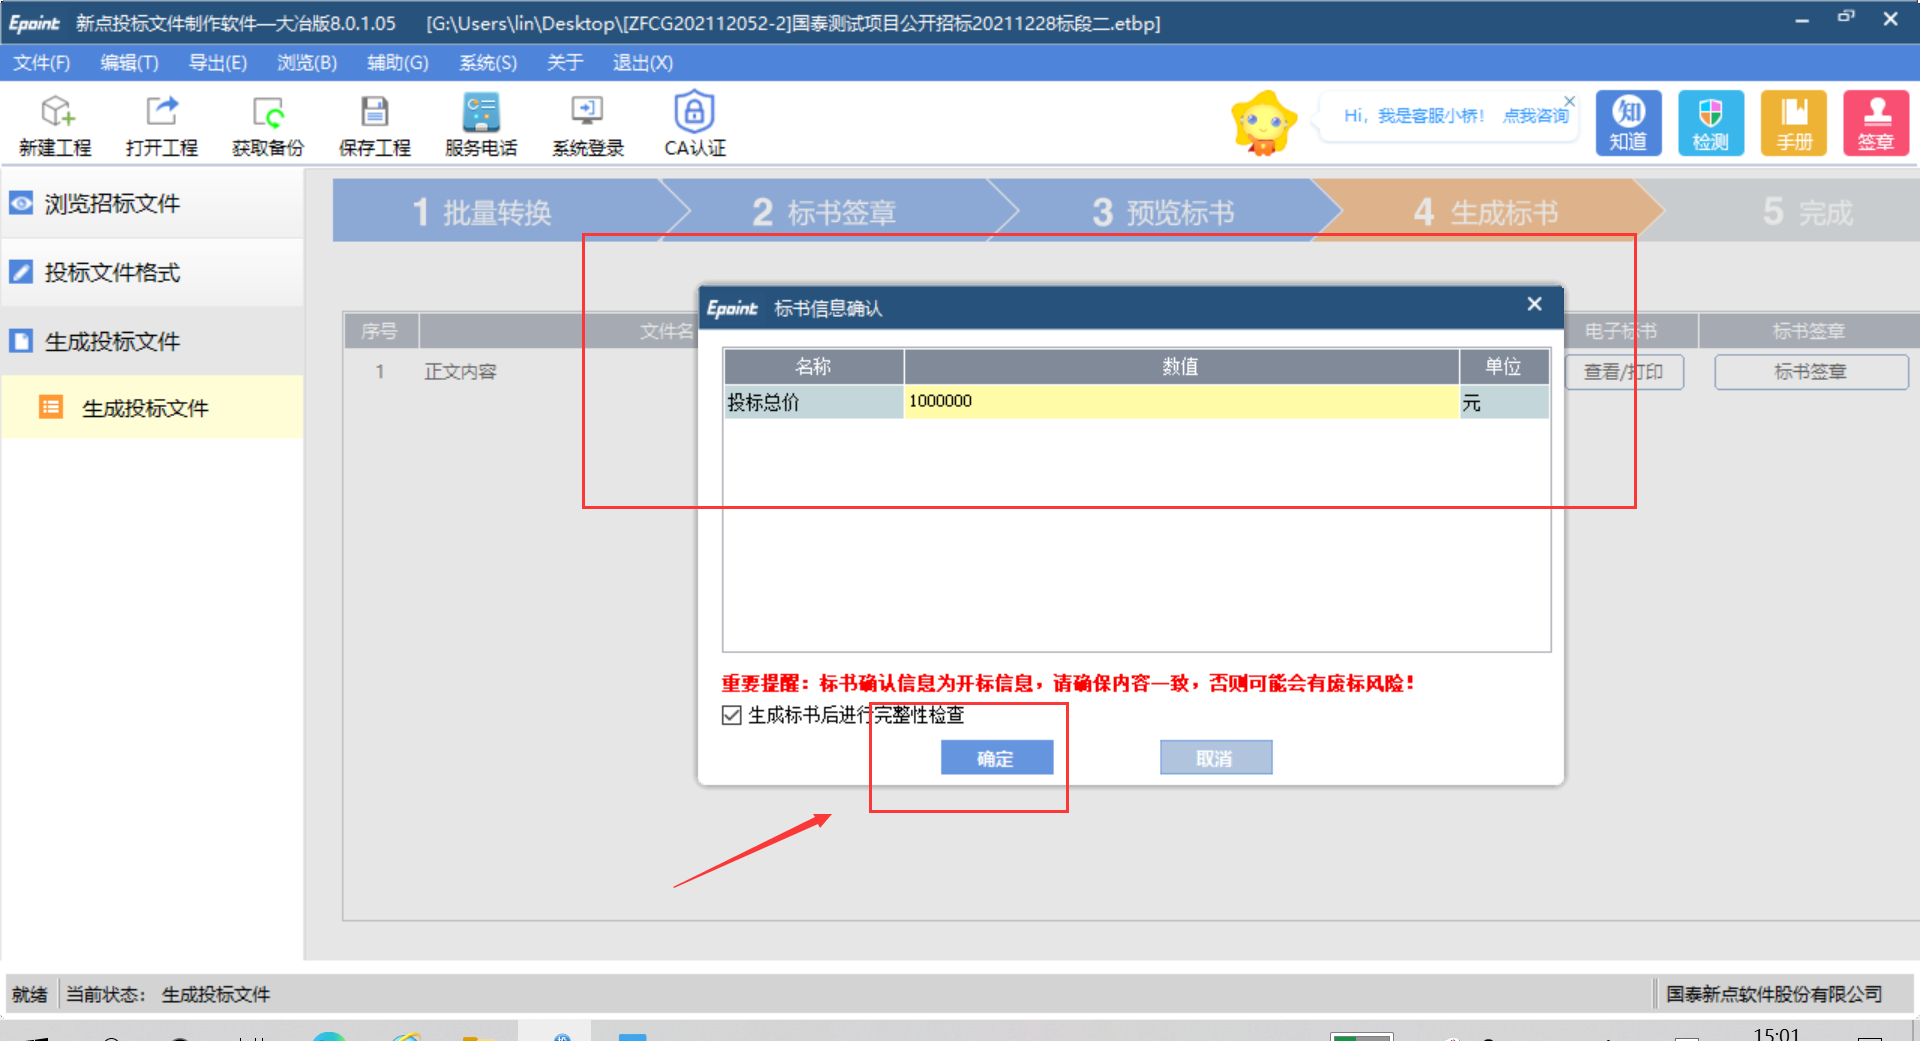 Epoint 新点投标文件制作软件—大冶版8.0.1.05 [G:\Users\lin\Desktop\[ZFCG202112052-2]国泰测试项目公开招标20211228标段二.etbp]
文件(F) 编辑(T) 导出(E) 浏览(B) 辅助(G) 系统(S) 关于 退出(X)
新建工程 打开工程 获取备份 保存工程 服务电话 系统登录 CA认证
Hi，我是客服小桥！ 点我咨询
知 知道 检测 手册 签章
浏览招标文件
投标文件格式
生成投标文件
生成投标文件
1 批量转换 2 标书签章 3 预览标书 4 生成标书 5 完成
序号 文件名 电子标书 标书签章
1 正文内容 查看/打印 标书签章
Epoint 标书信息确认
名称 数值 单位
投标总价 1000000 元
重要提醒：标书确认信息为开标信息，请确保内容一致，否则可能会有废标风险！
生成标书后进行完整性检查
确定 取消
就绪 当前状态： 生成投标文件 国泰新点软件股份有限公司
15:01